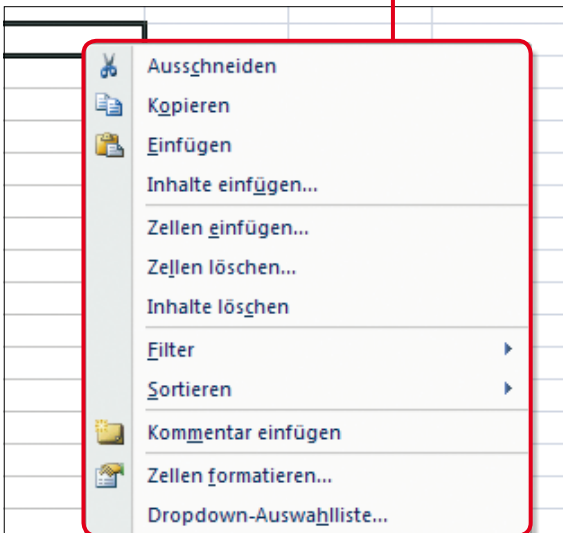 Ausschneiden
Kopieren
Einfügen
Inhalte einfügen...
Zellen einfügen...
Zellen löschen...
Inhalte löschen
Filter
Sortieren
Kommentar einfügen
Zellen formatieren...
Dropdown-Auswahlliste...